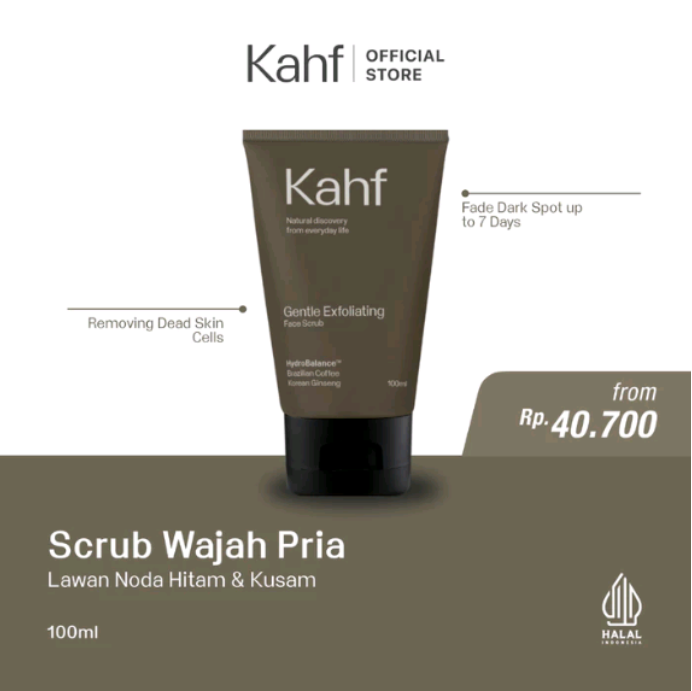 Kahf
OFFICIAL
STORE
Kahf
Natural discovery
from everyday life
Fade Dark Spot up
to 7 Days
Removing Dead Skin
Cells
Gentle Exfoliating
Face Scrub
HydroBalance™
Brazilian Coffee
Korean Ginseng
100ml
from
Rp. 40.700
Scrub Wajah Pria
Lawan Noda Hitam & Kusam
100ml
HALAL
INDONESIA